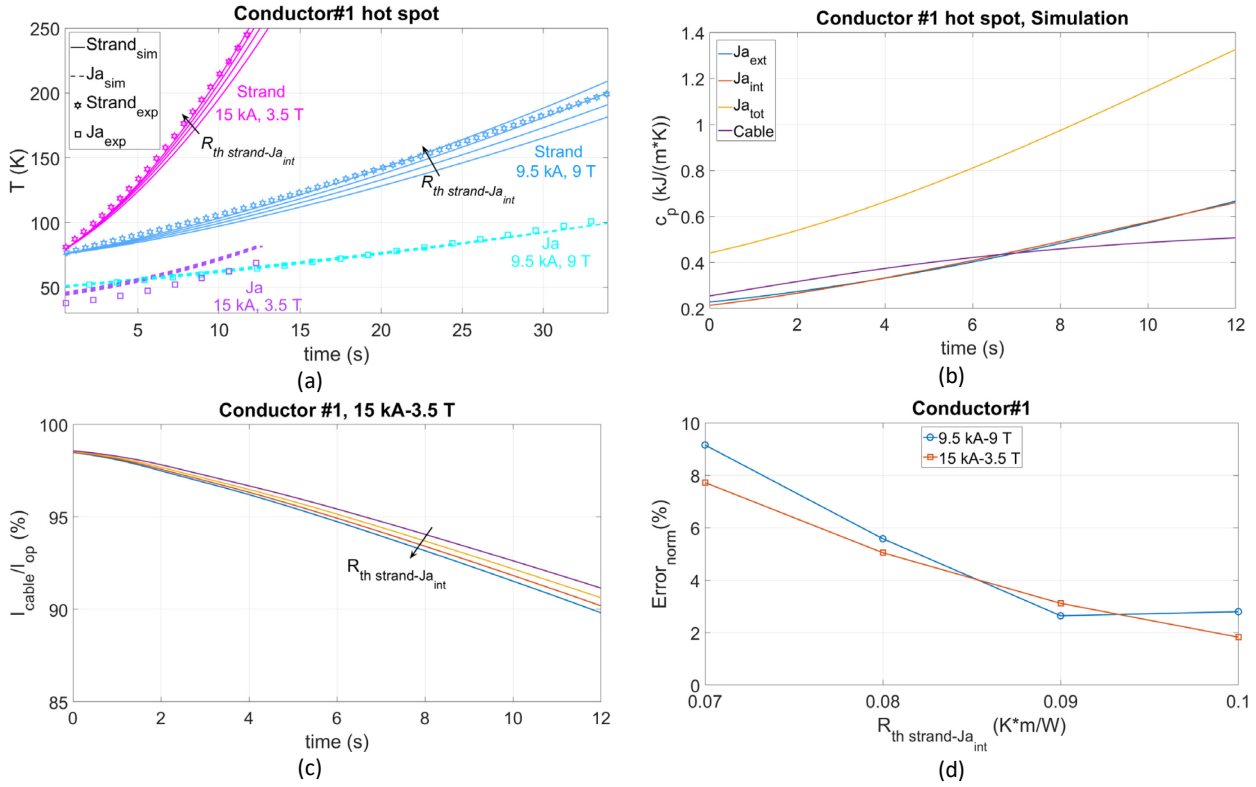 Conductor#1 hot spot
T (K)
250
200
150
100
50
Strand_sim
Ja_sim
Strand_exp
Ja_exp
Strand
15 kA, 3.5 T
R_th strand-Ja_int
Strand
9.5 kA, 9 T
R_th strand-Ja_int
Ja
9.5 kA, 9 T
Ja
15 kA, 3.5 T
5 10 15 20 25 30
time (s)
(a)
Conductor #1 hot spot, Simulation
c_p (kJ/(m*K))
1.4
1.2
1
0.8
0.6
0.4
0.2
Ja_ext
Ja_int
Ja_tot
Cable
0 2 4 6 8 10 12
time (s)
(b)
Conductor #1, 15 kA-3.5 T
I_cable/I_op (%)
100
95
90
85
R_th strand-Ja_int
0 2 4 6 8 10 12
time (s)
(c)
Conductor#1
Error_norm(%)
10
8
6
4
2
0
9.5 kA-9 T
15 kA-3.5 T
0.07 0.08 0.09 0.1
R_th strand-Ja_int (K*m/W)
(d)